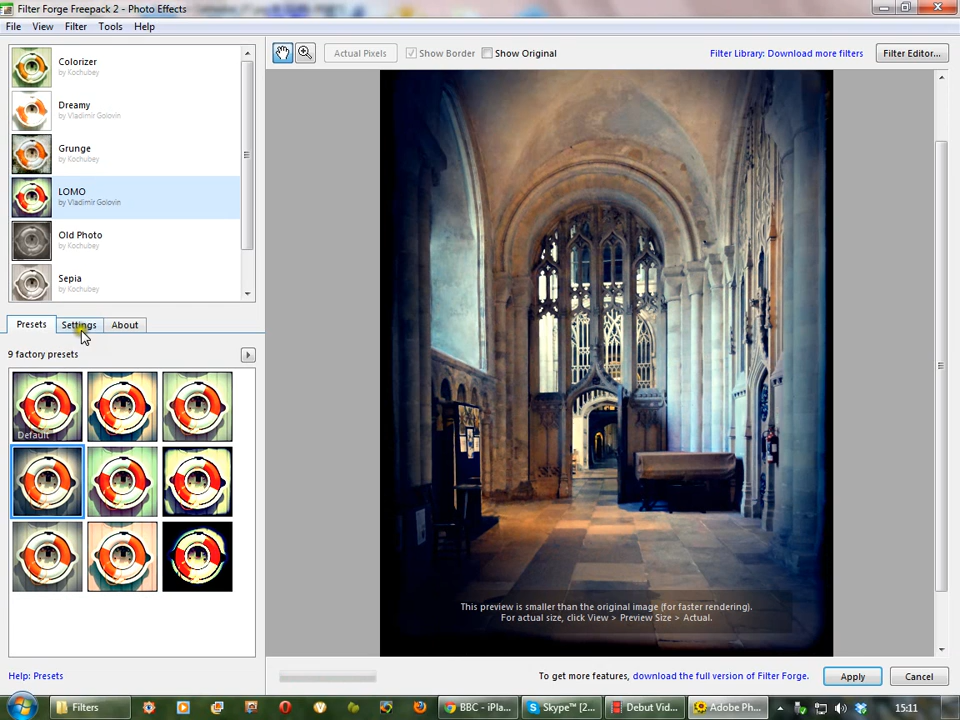 Filter Forge Freepack 2 - Photo Effects
File View Filter Tools Help
Colorizer
by Kochubey
Dreamy
by Vladimir Golovin
Grunge
by Kochubey
LOMO
by Vladimir Golovin
Old Photo
by Kochubey
Sepia
by Kochubey
Actual Pixels Show Border Show Original Filter Library: Download more filters Filter Editor...
Presets Settings About
9 factory presets
Default
This preview is smaller than the original image (for faster rendering).
For actual size, click View > Preview Size > Actual.
Help: Presets
To get more features, download the full version of Filter Forge. Apply Cancel
Filters BBC - iPla... Skype™ [2... Debut Vid... Adobe Ph... 15:11